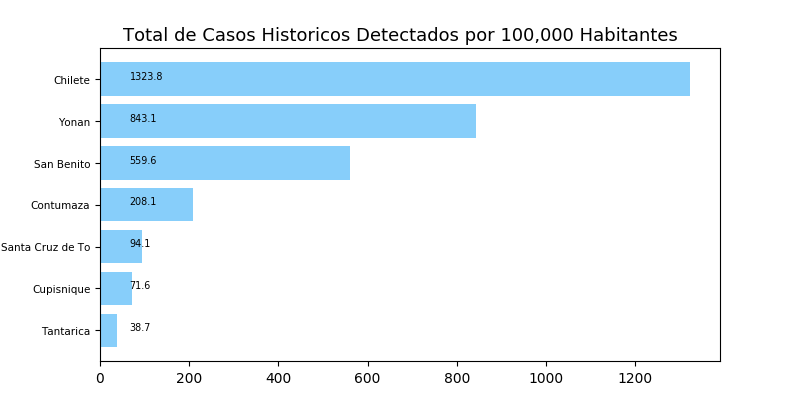 Total de Casos Historicos Detectados por 100,000 Habitantes
Chilete 1323.8
Yonan 843.1
San Benito 559.6
Contumaza 208.1
Santa Cruz de To 94.1
Cupisnique 71.6
Tantarica 38.7
0 200 400 600 800 1000 1200